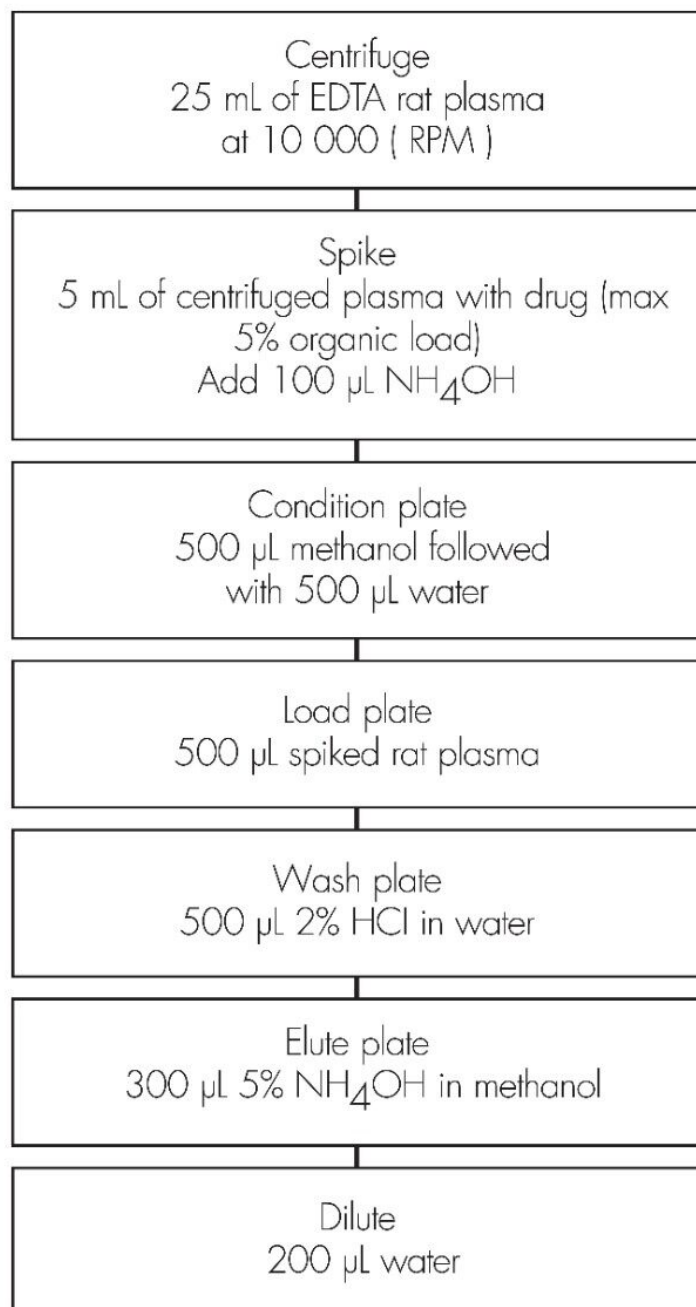 Centrifuge
25 mL of EDTA rat plasma
at 10 000 ( RPM )
Spike
5 mL of centrifuged plasma with drug (max
5% organic load)
Add 100 µL NH4OH
Condition plate
500 µL methanol followed
with 500 µL water
Load plate
500 µL spiked rat plasma
Wash plate
500 µL 2% HCl in water
Elute plate
300 µL 5% NH4OH in methanol
Dilute
200 µL water